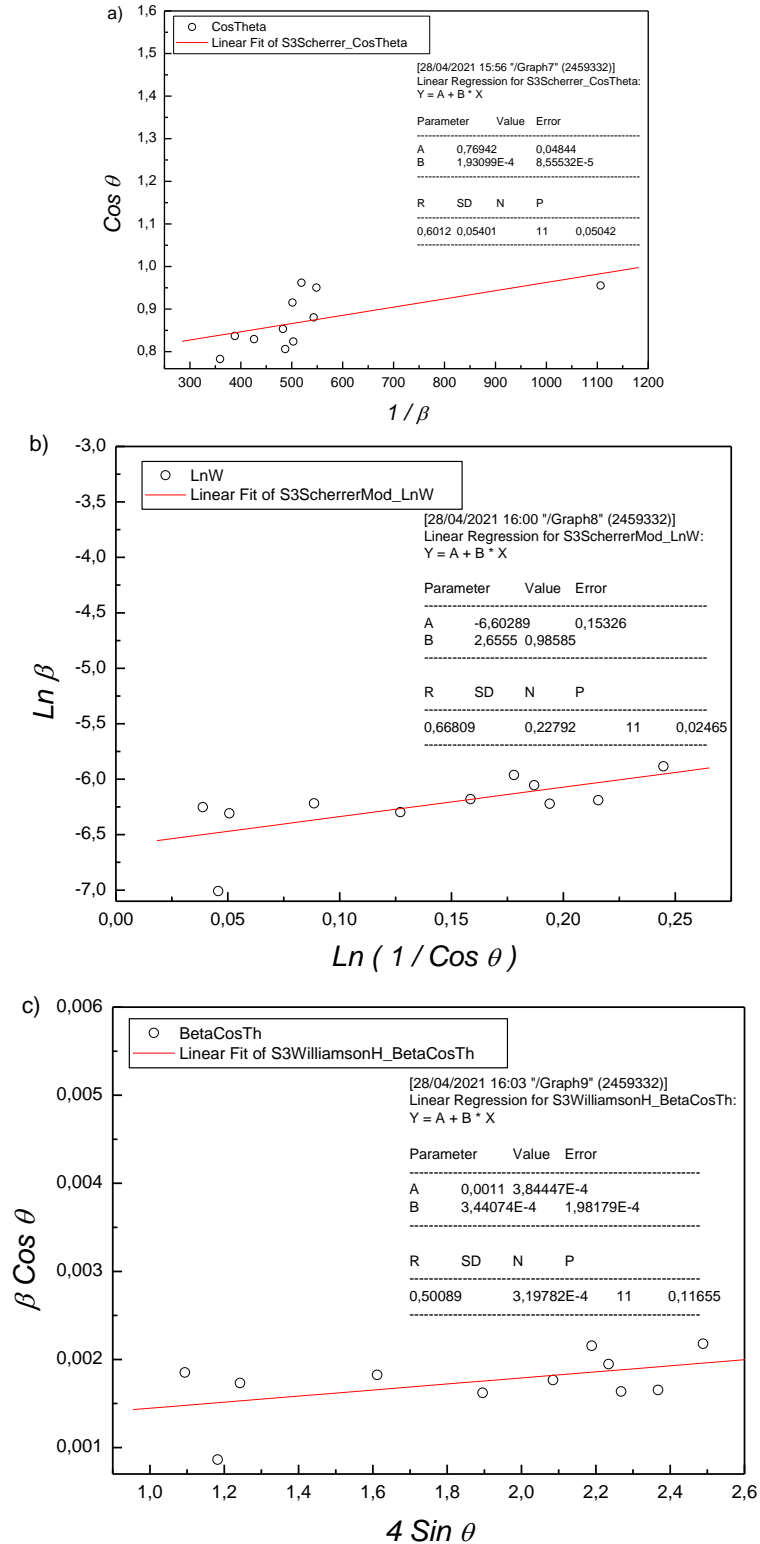 a)
CosTheta
Linear Fit of S3Scherrer_CosTheta
[28/04/2021 15:56 "/Graph7" (2459332)]
Linear Regression for S3Scherrer_CosTheta:
Y = A + B * X
Parameter Value Error
A 0,76942 0,04844
B 1,93099E-4 8,55532E-5
R SD N P
0,6012 0,05401 11 0,05042
1,6
1,5
1,4
1,3
1,2
1,1
1,0
0,9
0,8
Cos θ
300 400 500 600 700 800 900 1000 1100 1200
1 / β
b)
LnW
Linear Fit of S3ScherrerMod_LnW
[28/04/2021 16:00 "/Graph8" (2459332)]
Linear Regression for S3ScherrerMod_LnW:
Y = A + B * X
Parameter Value Error
A -6,60289 0,15326
B 2,6555 0,98585
R SD N P
0,66809 0,22792 11 0,02465
-3,0
-3,5
-4,0
-4,5
-5,0
-5,5
-6,0
-6,5
-7,0
Ln β
0,00 0,05 0,10 0,15 0,20 0,25
Ln ( 1 / Cos θ )
c)
BetaCosTh
Linear Fit of S3WilliamsonH_BetaCosTh
[28/04/2021 16:03 "/Graph9" (2459332)]
Linear Regression for S3WilliamsonH_BetaCosTh:
Y = A + B * X
Parameter Value Error
A 0,0011 3,84447E-4
B 3,44074E-4 1,98179E-4
R SD N P
0,50089 3,19782E-4 11 0,11655
0,006
0,005
0,004
0,003
0,002
0,001
β Cos θ
1,0 1,2 1,4 1,6 1,8 2,0 2,2 2,4 2,6
4 Sin θ